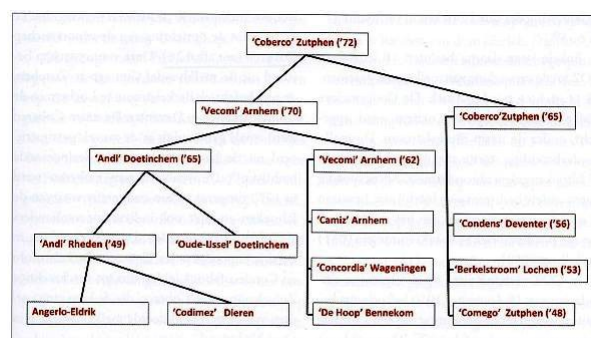 'Coberco' Zutphen ('72)
'Vecomi' Arnhem ('70)
'Coberco'Zutphen ('65)
'Andi' Doetinchem ('65)
'Vecomi' Arnhem ('62)
'Camiz' Arnhem
'Condens' Deventer ('56)
'Andi' Rheden ('49)
'Oude-IJssel' Doetinchem
'Concordia' Wageningen
'Berkelstroom' Lochem ('53)
Angerlo-Eldrik
'Codimez' Dieren
'De Hoop' Bennekom
'Comego' Zutphen ('48)